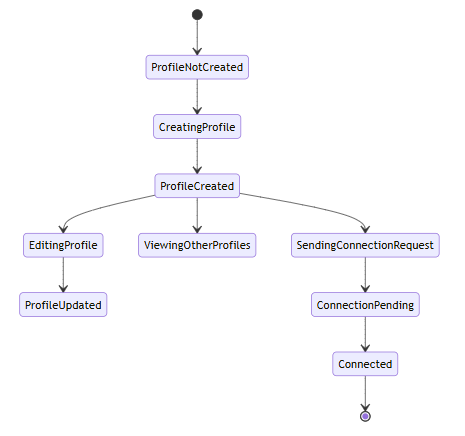 ProfileNotCreated
CreatingProfile
ProfileCreated
EditingProfile
ViewingOtherProfiles
SendingConnectionRequest
ProfileUpdated
ConnectionPending
Connected